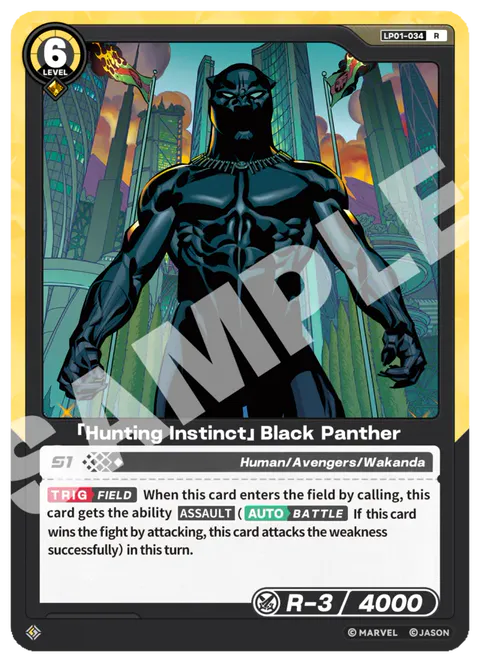 LP01-034 R
6
LEVEL
SAMPLE
「Hunting Instinct」 Black Panther
S1
Human/Avengers/Wakanda
TRIG FIELD When this card enters the field by calling, this
card gets the ability ASSAULT ( AUTO BATTLE If this card
wins the fight by attacking, this card attacks the weakness
successfully) in this turn.
R-3 / 4000
©MARVEL ©JASON